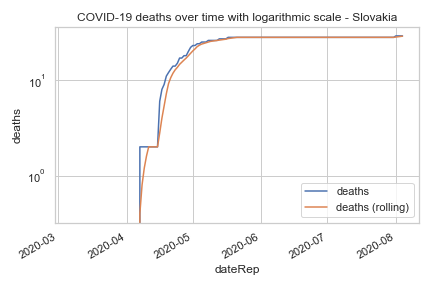 COVID-19 deaths over time with logarithmic scale - Slovakia
deaths
10¹
10⁰
deaths
deaths (rolling)
2020-03
2020-04
2020-05
2020-06
2020-07
2020-08
dateRep